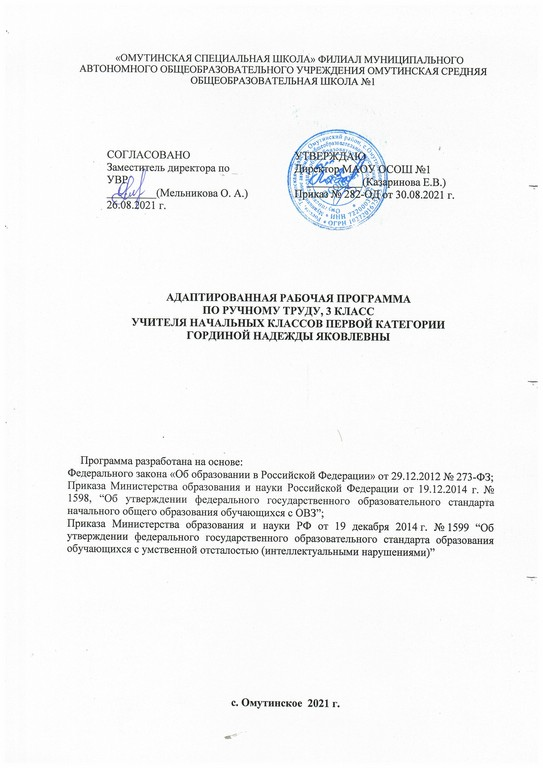 «ОМУТИНСКАЯ СПЕЦИАЛЬНАЯ ШКОЛА» ФИЛИАЛ МУНИЦИПАЛЬНОГО
АВТОНОМНОГО ОБЩЕОБРАЗОВАТЕЛЬНОГО УЧРЕЖДЕНИЯ ОМУТИНСКАЯ СРЕДНЯЯ
ОБЩЕОБРАЗОВАТЕЛЬНАЯ ШКОЛА №1
СОГЛАСОВАНО
Заместитель директора по
УВР
(Мельникова О. А.)
26.08.2021 г.
УТВЕРЖДАЮ
Директор МАОУ ОСОШ №1
(Казаринова Е.В.)
Приказ № 282-ОД от 30.08.2021 г.
АДАПТИРОВАННАЯ РАБОЧАЯ ПРОГРАММА
ПО РУЧНОМУ ТРУДУ, 3 КЛАСС
УЧИТЕЛЯ НАЧАЛЬНЫХ КЛАССОВ ПЕРВОЙ КАТЕГОРИИ
ГОРДИНОЙ НАДЕЖДЫ ЯКОВЛЕВНЫ
Программа разработана на основе:
Федерального закона «Об образовании в Российской Федерации» от 29.12.2012 № 273-ФЗ;
Приказа Министерства образования и науки Российской Федерации от 19.12.2014 г. №
1598, “Об утверждении федерального государственного образовательного стандарта
начального общего образования обучающихся с ОВЗ”;
Приказа Министерства образования и науки РФ от 19 декабря 2014 г. № 1599 “Об
утверждении федерального государственного образовательного стандарта образования
обучающихся с умственной отсталостью (интеллектуальными нарушениями)”
с. Омутинское 2021 г.